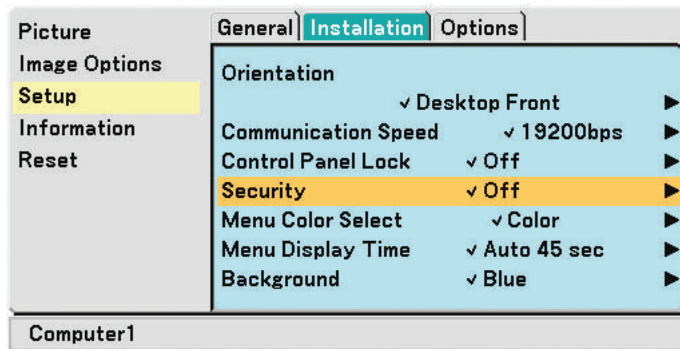 Picture
Image Options
Setup
Information
Reset
General Installation Options
Orientation
✓ Desktop Front ▶
Communication Speed ✓ 19200bps ▶
Control Panel Lock ✓ Off ▶
Security ✓ Off ▶
Menu Color Select ✓ Color ▶
Menu Display Time ✓ Auto 45 sec ▶
Background ✓ Blue ▶
Computer1